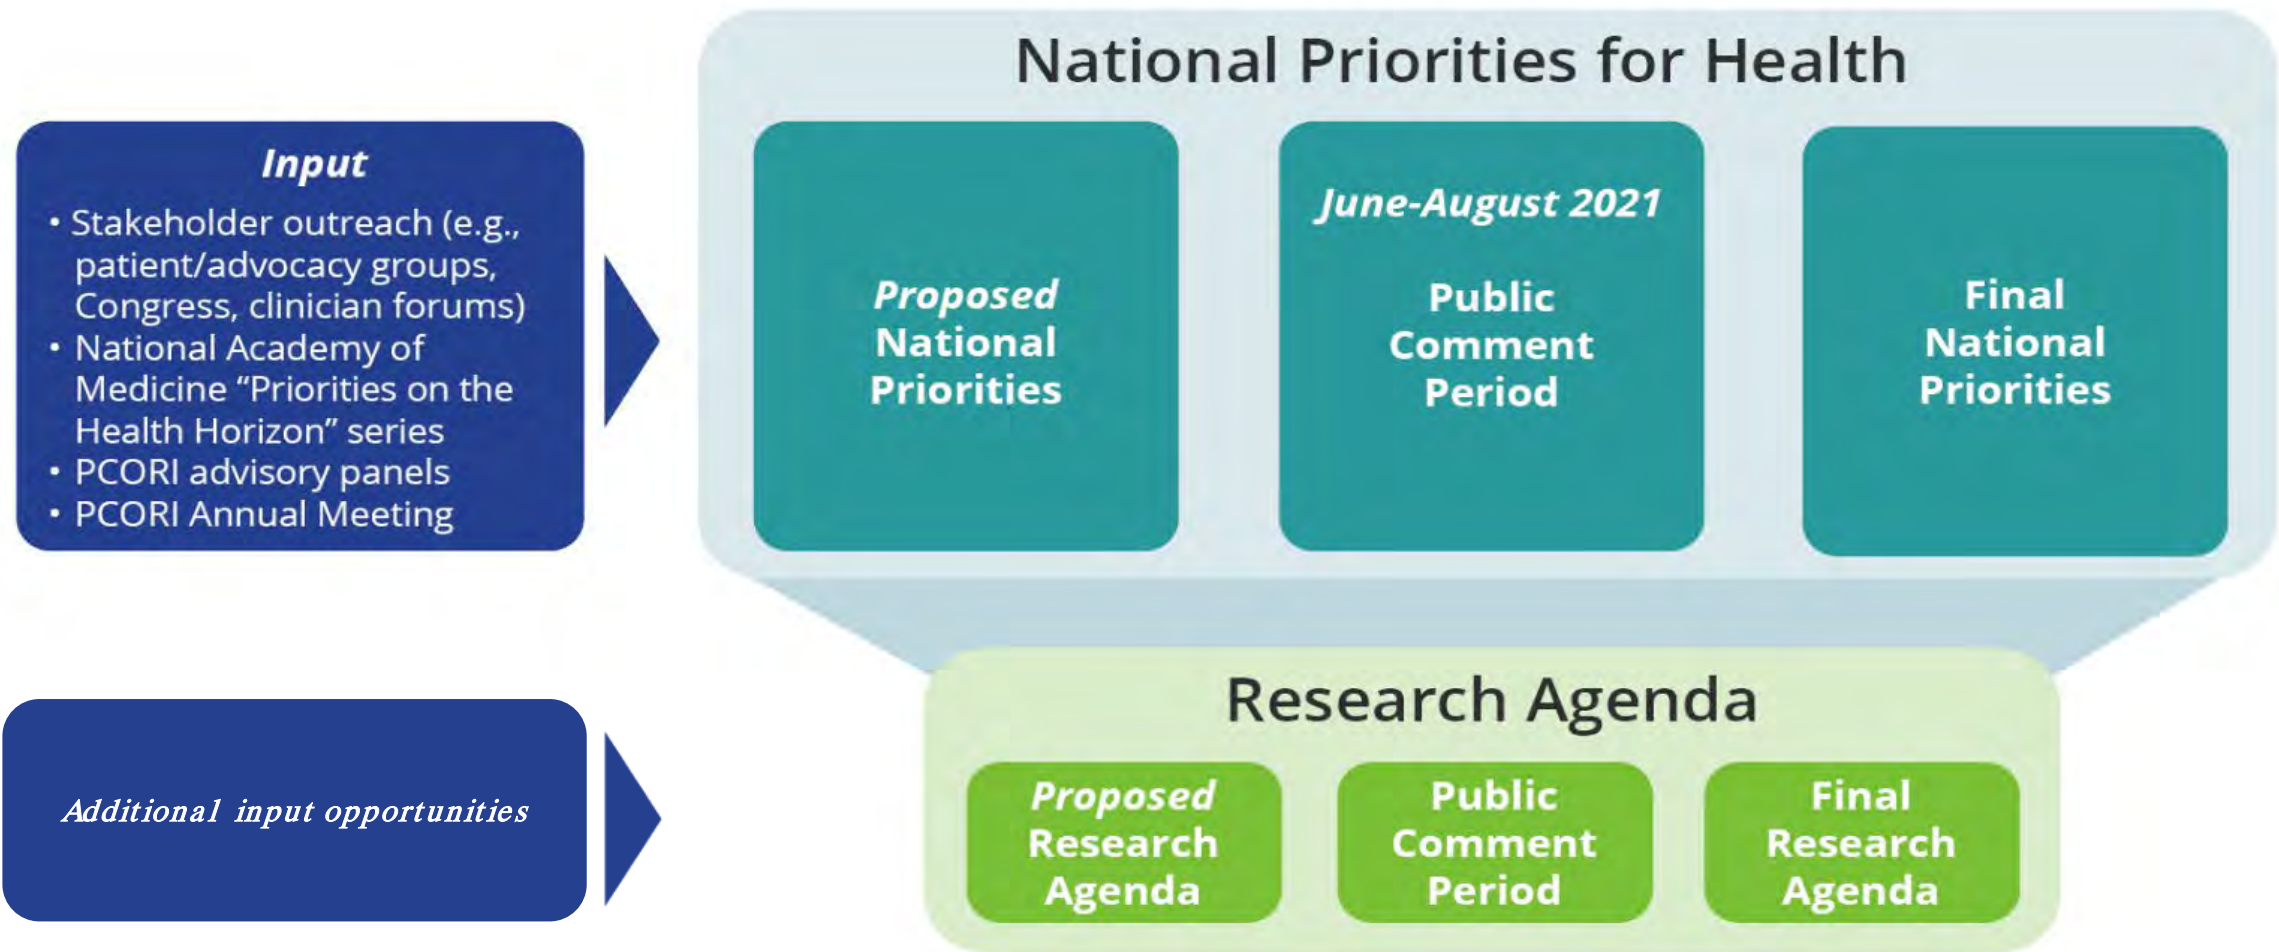 National Priorities for Health
Input
• Stakeholder outreach (e.g.,
patient/advocacy groups,
Congress, clinician forums)
• National Academy of
Medicine “Priorities on the
Health Horizon” series
• PCORI advisory panels
• PCORI Annual Meeting
Proposed
National
Priorities
June-August 2021
Public
Comment
Period
Final
National
Priorities
Additional input opportunities
Research Agenda
Proposed
Research
Agenda
Public
Comment
Period
Final
Research
Agenda